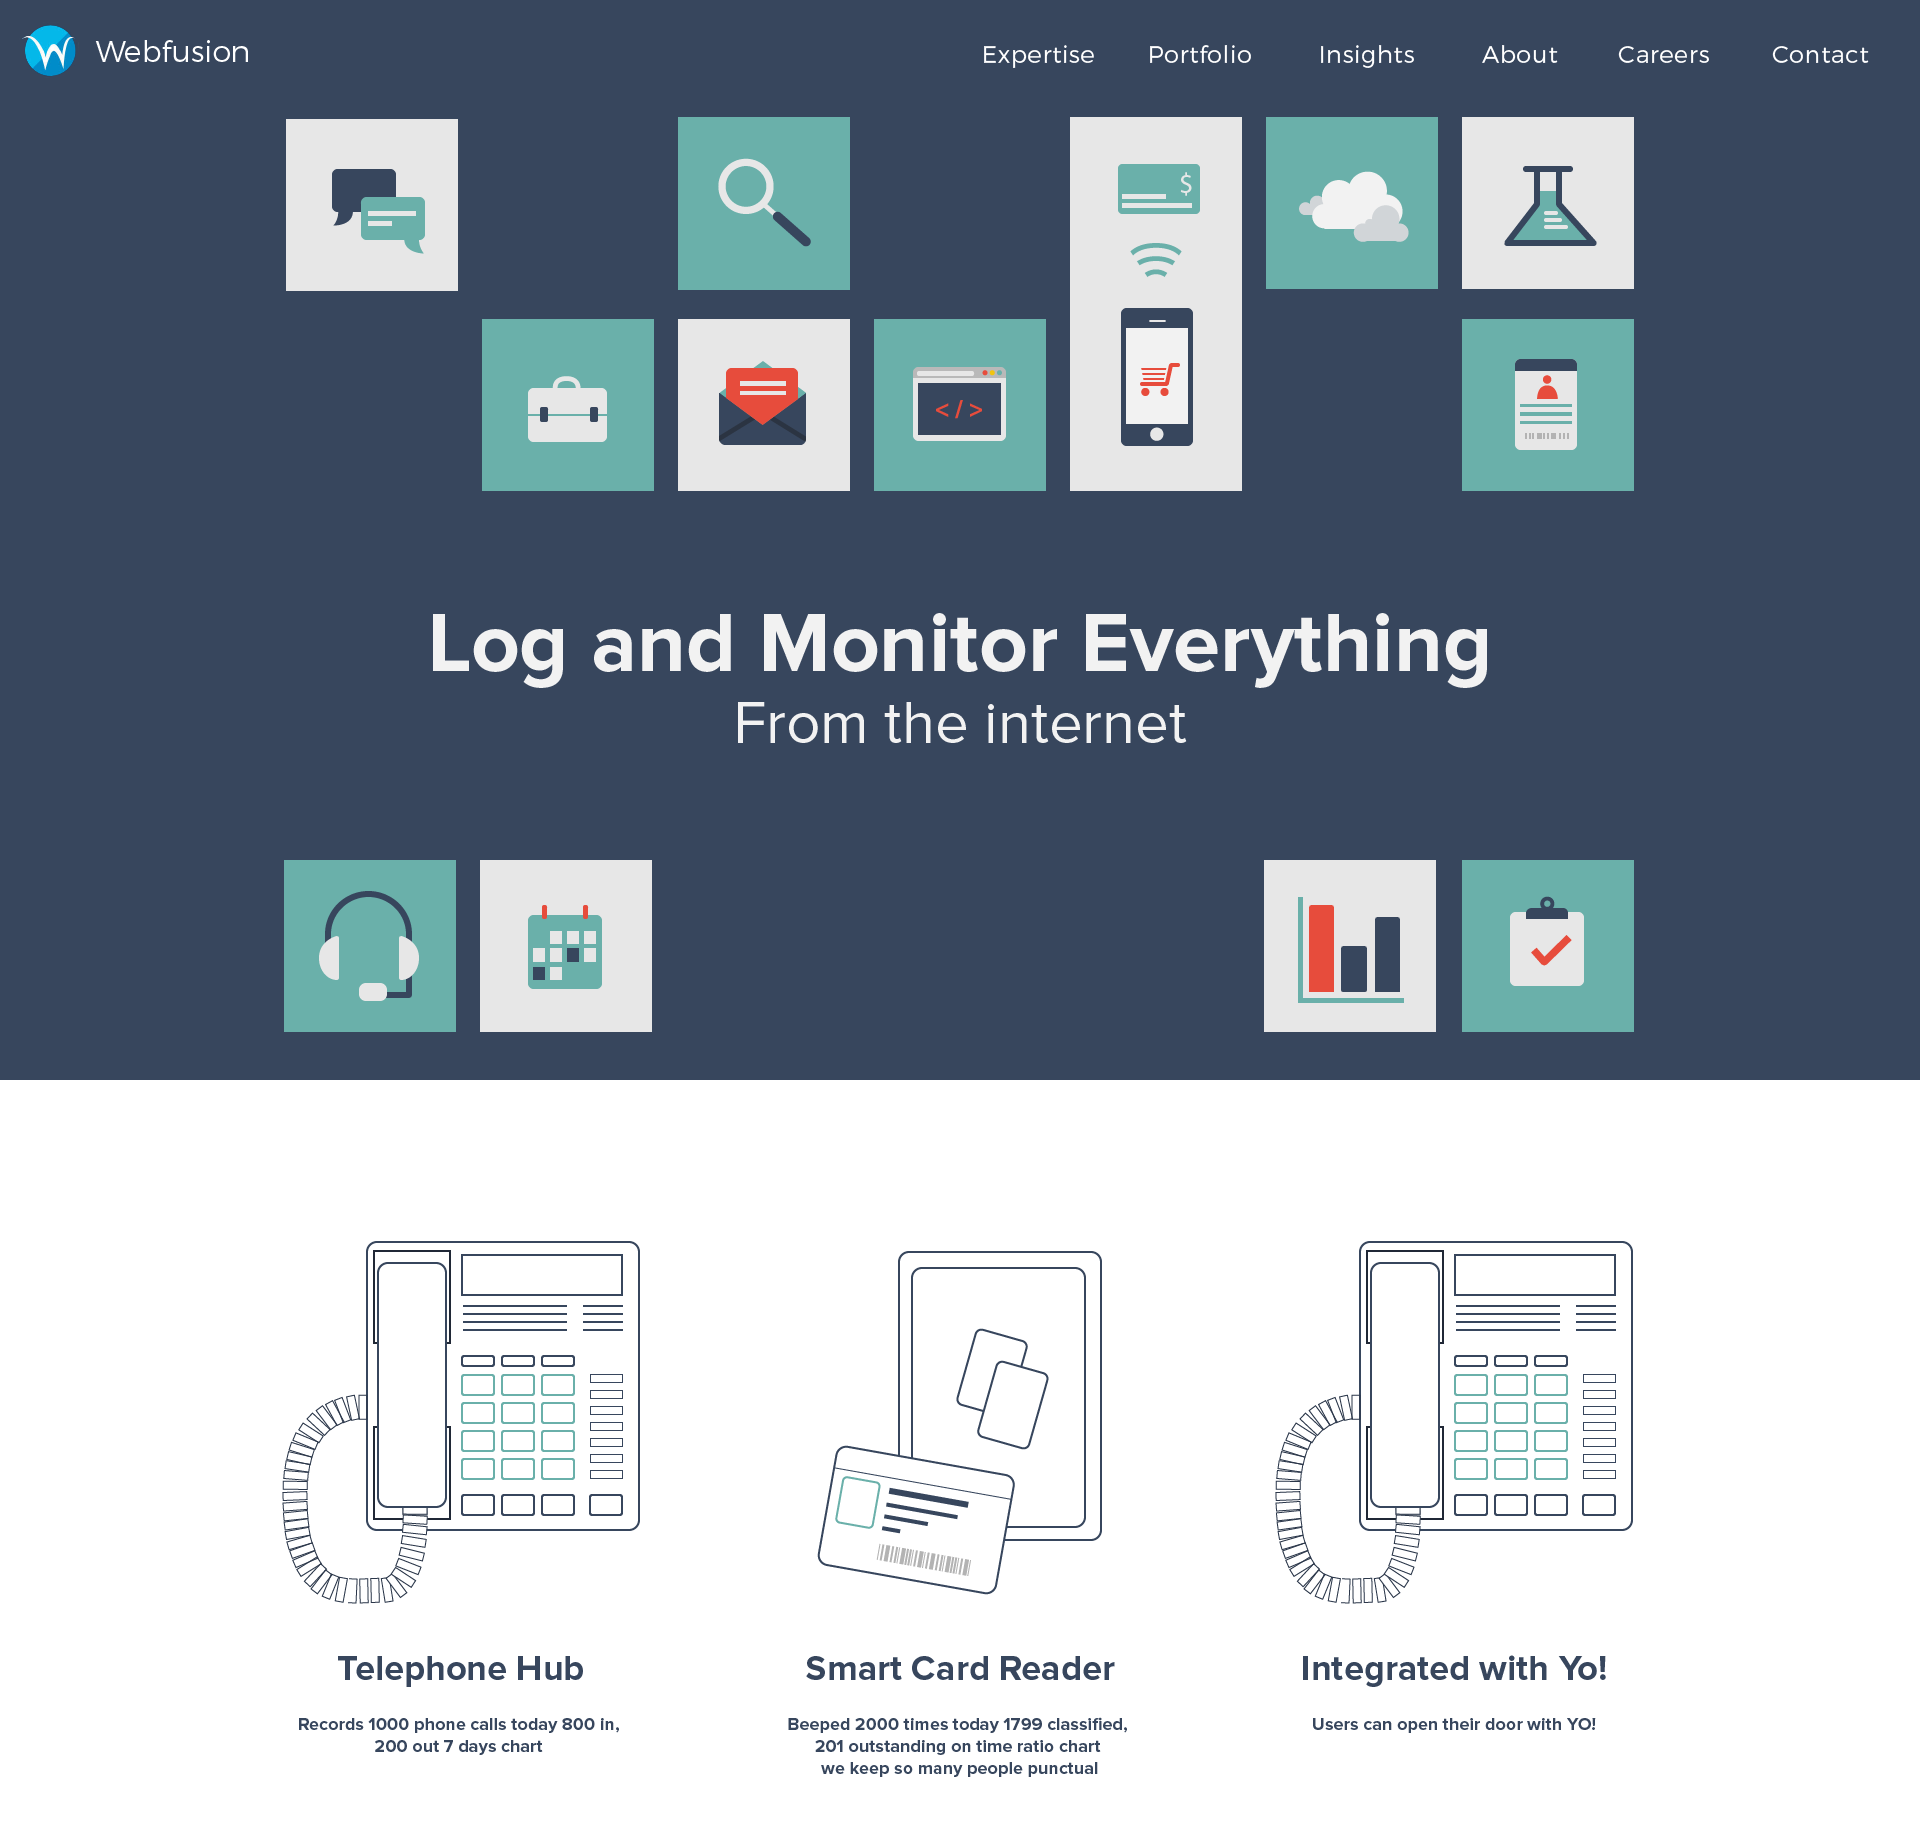 Webfusion
Expertise Portfolio Insights About Careers Contact
$
< / >
Log and Monitor Everything
From the internet
Telephone Hub
Records 1000 phone calls today 800 in,
200 out 7 days chart
Smart Card Reader
Beeped 2000 times today 1799 classified,
201 outstanding on time ratio chart
we keep so many people punctual
Integrated with Yo!
Users can open their door with YO!